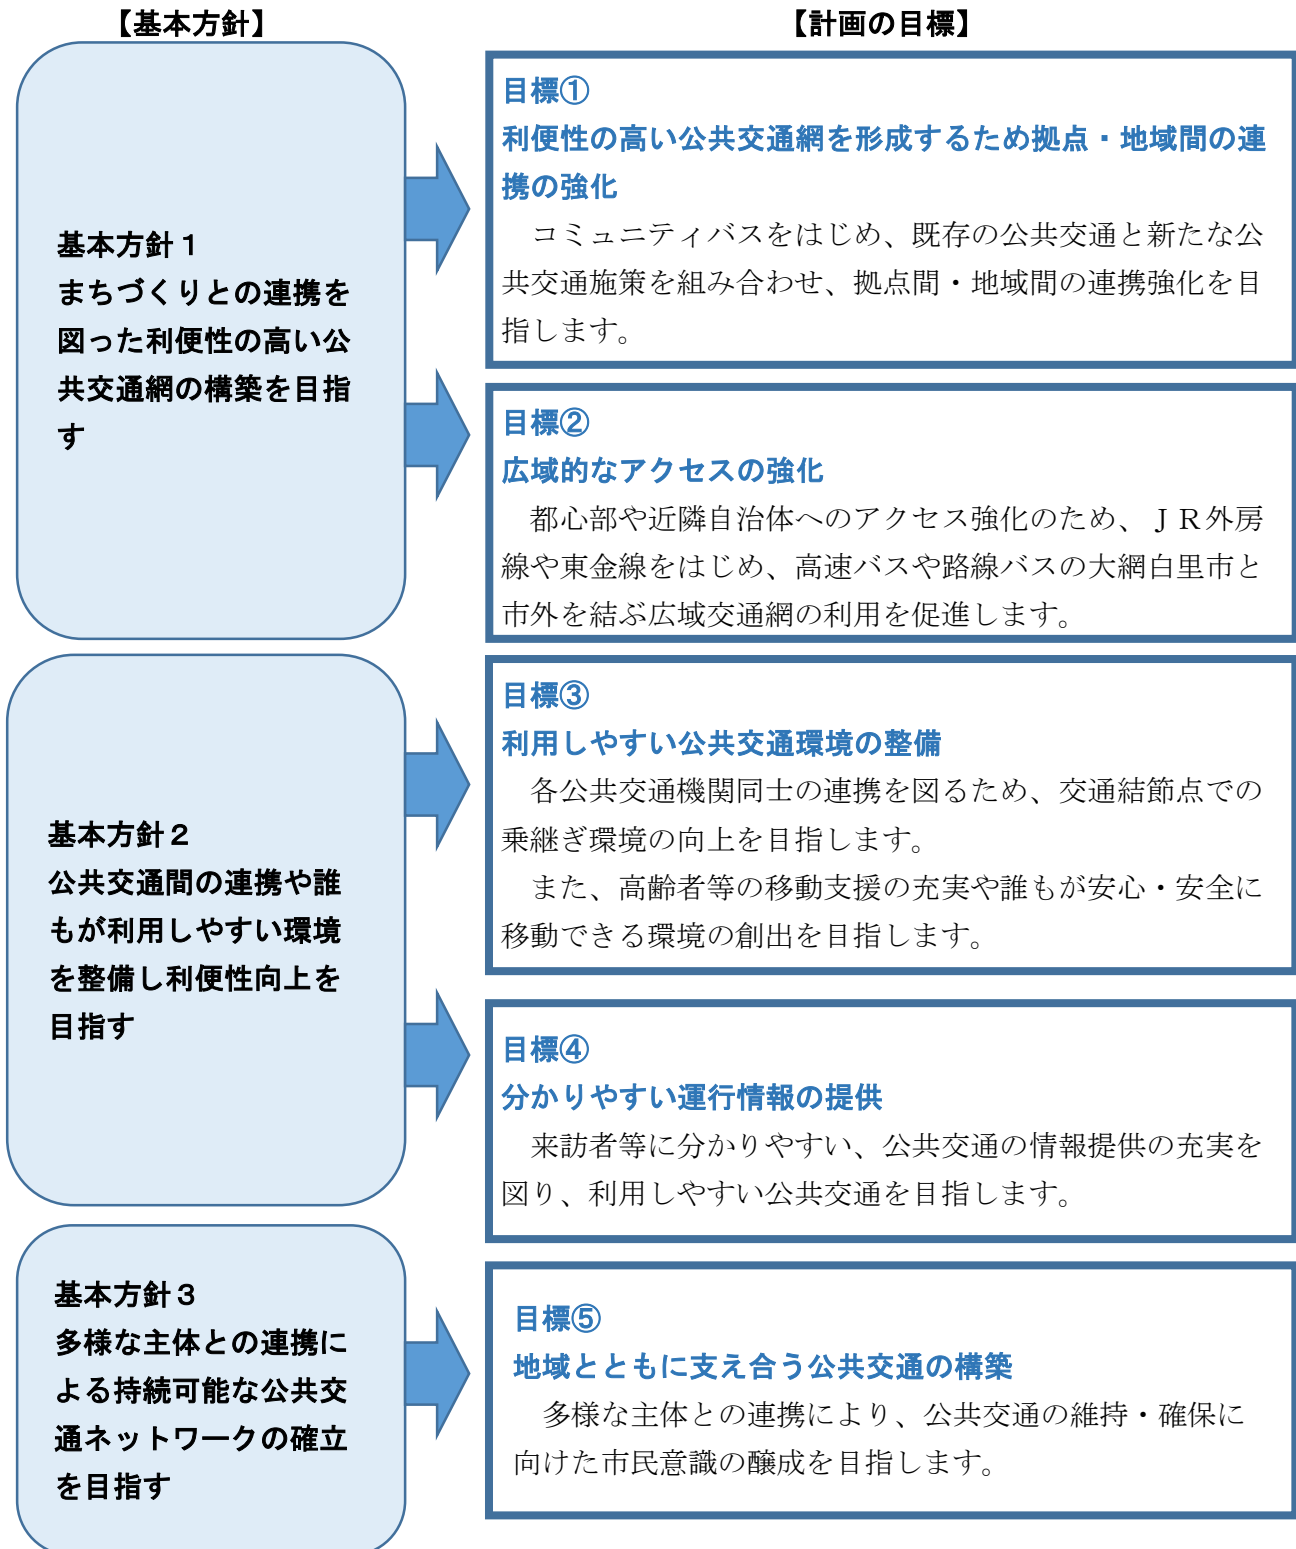 【基本方針】
【計画の目標】
基本方針１
まちづくりとの連携を
図った利便性の高い公
共交通網の構築を目指
す
目標①
利便性の高い公共交通網を形成するため拠点・地域間の連
携の強化
コミュニティバスをはじめ、既存の公共交通と新たな公
共交通施策を組み合わせ、拠点間・地域間の連携強化を目
指します。
目標②
広域的なアクセスの強化
都心部や近隣自治体へのアクセス強化のため、ＪＲ外房
線や東金線をはじめ、高速バスや路線バスの大網白里市と
市外を結ぶ広域交通網の利用を促進します。
基本方針２
公共交通間の連携や誰
もが利用しやすい環境
を整備し利便性向上を
目指す
目標③
利用しやすい公共交通環境の整備
各公共交通機関同士の連携を図るため、交通結節点での
乗継ぎ環境の向上を目指します。
また、高齢者等の移動支援の充実や誰もが安心・安全に
移動できる環境の創出を目指します。
目標④
分かりやすい運行情報の提供
来訪者等に分かりやすい、公共交通の情報提供の充実を
図り、利用しやすい公共交通を目指します。
基本方針３
多様な主体との連携に
よる持続可能な公共交
通ネットワークの確立
を目指す
目標⑤
地域とともに支え合う公共交通の構築
多様な主体との連携により、公共交通の維持・確保に
向けた市民意識の醸成を目指します。